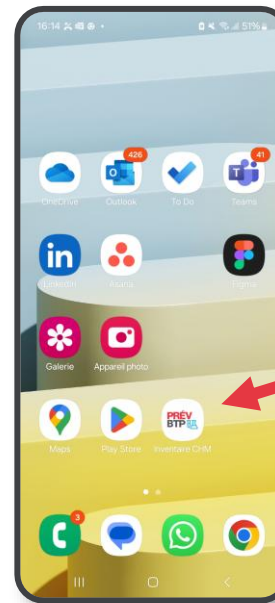 16:14
51%
426
41
OneDrive
Outlook
To Do
Teams
in
LinkedIn
Asana
Figma
Galerie
Appareil photo
PRÉV
BTP
Maps
Play Store
Inventaire CHM
3